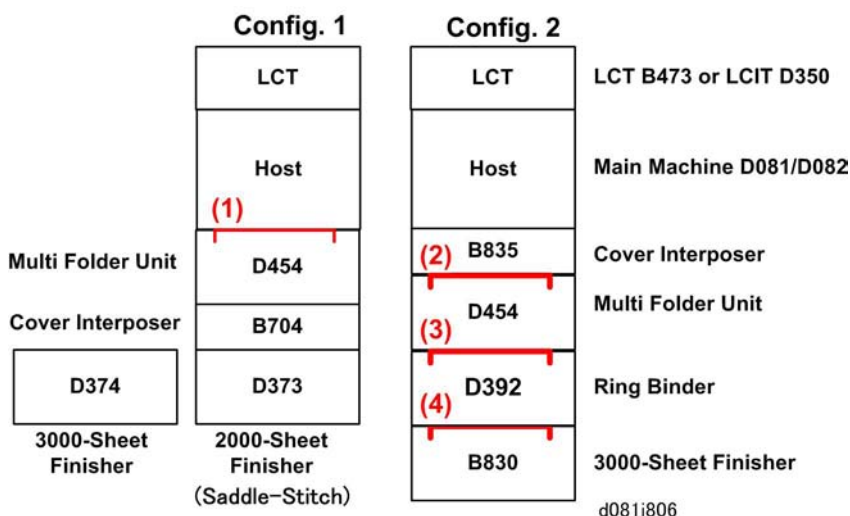 Config. 1
Config. 2
LCT
LCT
LCT B473 or LCIT D350
Host
Host
Main Machine D081/D082
(1)
Multi Folder Unit
D454
(2)
B835
Cover Interposer
Cover Interposer
B704
(3)
D454
Multi Folder Unit
D374
D373
(4)
D392
Ring Binder
3000-Sheet
Finisher
2000-Sheet
Finisher
(Saddle-Stitch)
B830
3000-Sheet Finisher
d081i806